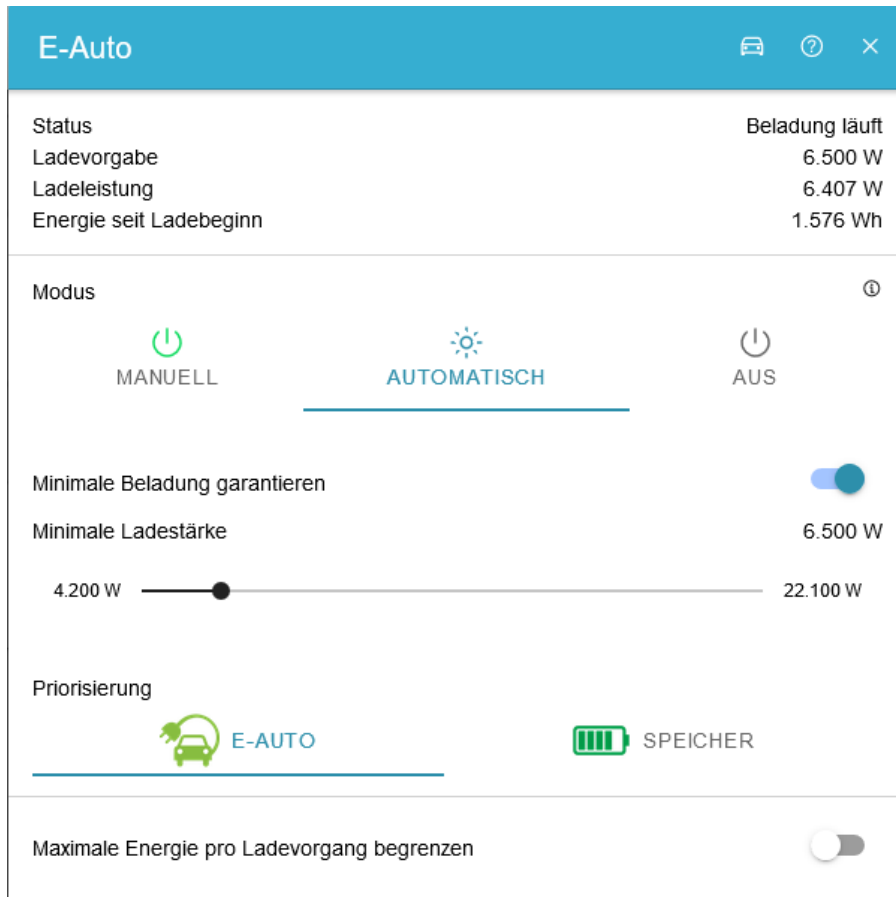 E-Auto
Status Beladung läuft
Ladevorgabe 6.500 W
Ladeleistung 6.407 W
Energie seit Ladebeginn 1.576 Wh
Modus
MANUELL AUTOMATISCH AUS
Minimale Beladung garantieren
Minimale Ladestärke 6.500 W
4.200 W 22.100 W
Priorisierung
E-AUTO SPEICHER
Maximale Energie pro Ladevorgang begrenzen